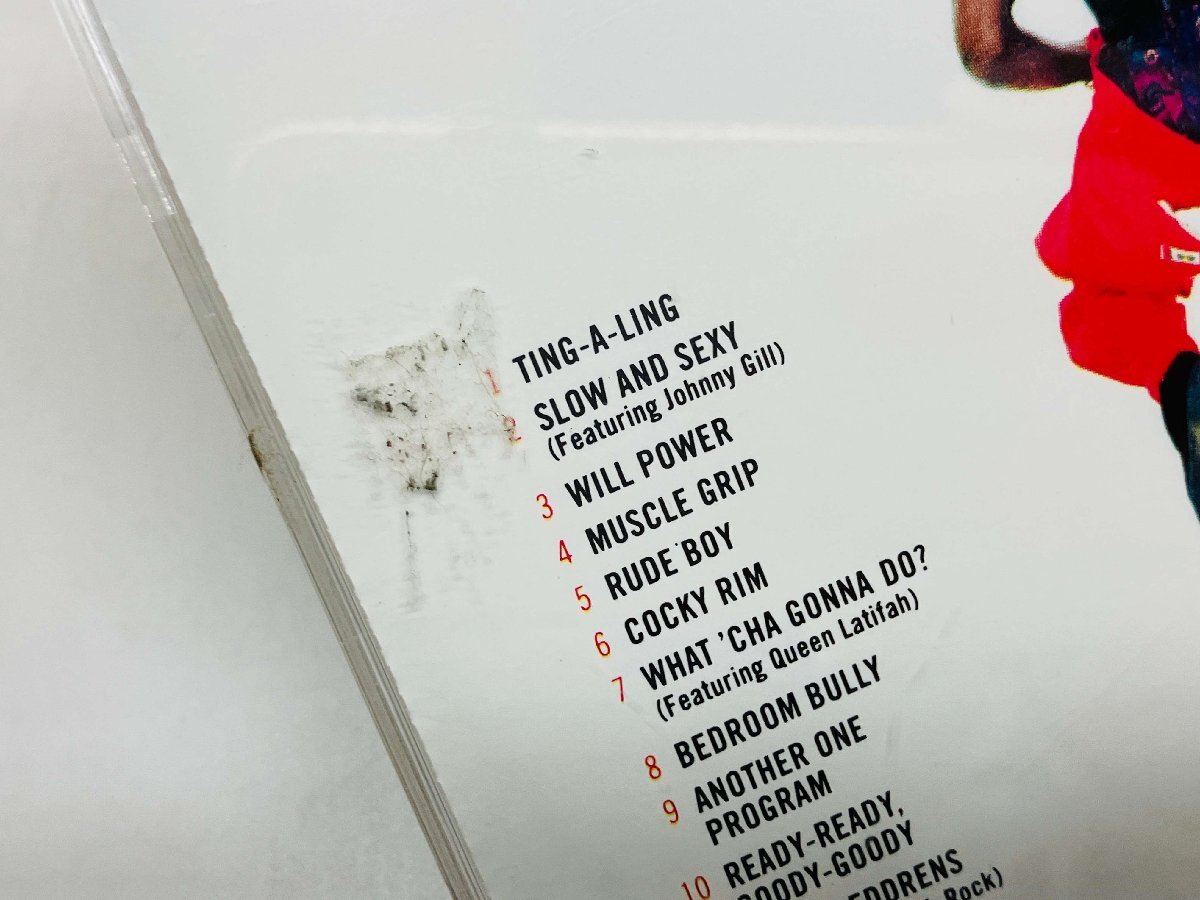 1 TING-A-LING
2 SLOW AND SEXY
(Featuring Johnny Gill)
3 WILL POWER
4 MUSCLE GRIP
5 RUDE BOY
6 COCKY RIM
7 WHAT 'CHA GONNA DO?
(Featuring Queen Latifah)
8 BEDROOM BULLY
9 ANOTHER ONE
PROGRAM
10 READY-READY,
GOODY-GOODY
Rock)